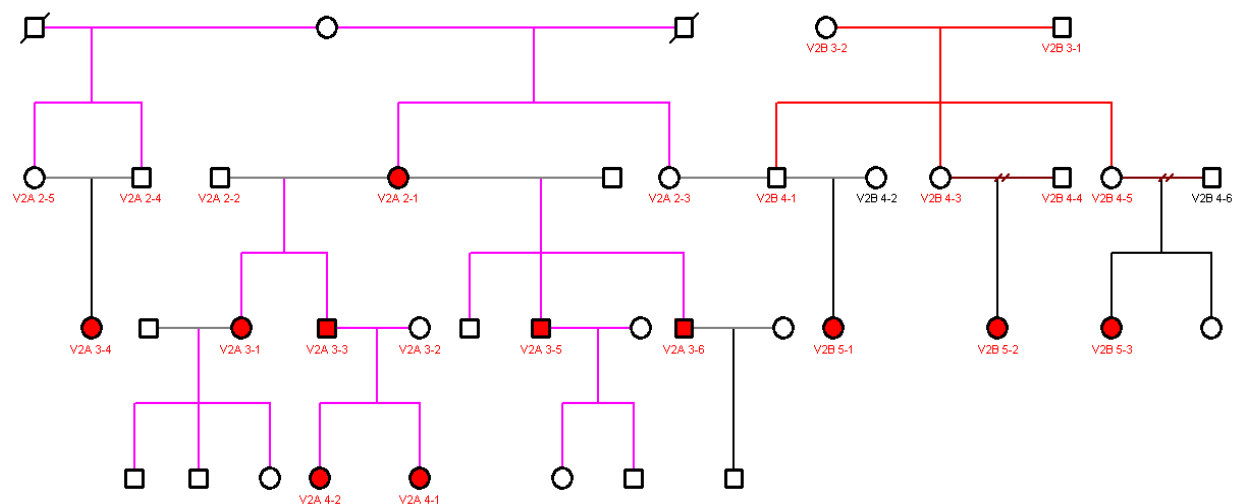 V2B 3-2
V2B 3-1
V2A 2-5
V2A 2-4
V2A 2-2
V2A 2-1
V2A 2-3
V2B 4-1
V2B 4-2
V2B 4-3
V2B 4-4
V2B 4-5
V2B 4-6
V2A 3-4
V2A 3-1
V2A 3-3
V2A 3-2
V2A 3-5
V2A 3-6
V2B 5-1
V2B 5-2
V2B 5-3
V2A 4-2
V2A 4-1